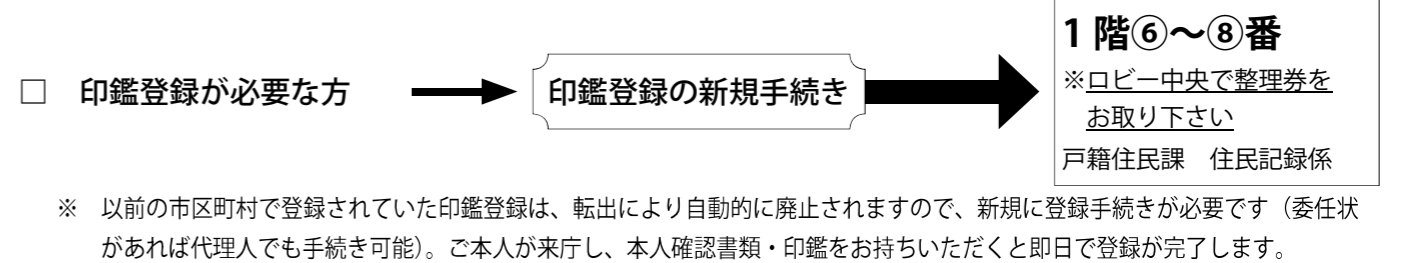 1 階⑥～⑧番
□　印鑑登録が必要な方
印鑑登録の新規手続き
※ロビー中央で整理券を
お取り下さい
戸籍住民課　住民記録係
※　以前の市区町村で登録されていた印鑑登録は、転出により自動的に廃止されますので、新規に登録手続きが必要です（委任状
があれば代理人でも手続き可能）。ご本人が来庁し、本人確認書類・印鑑をお持ちいただくと即日で登録が完了します。